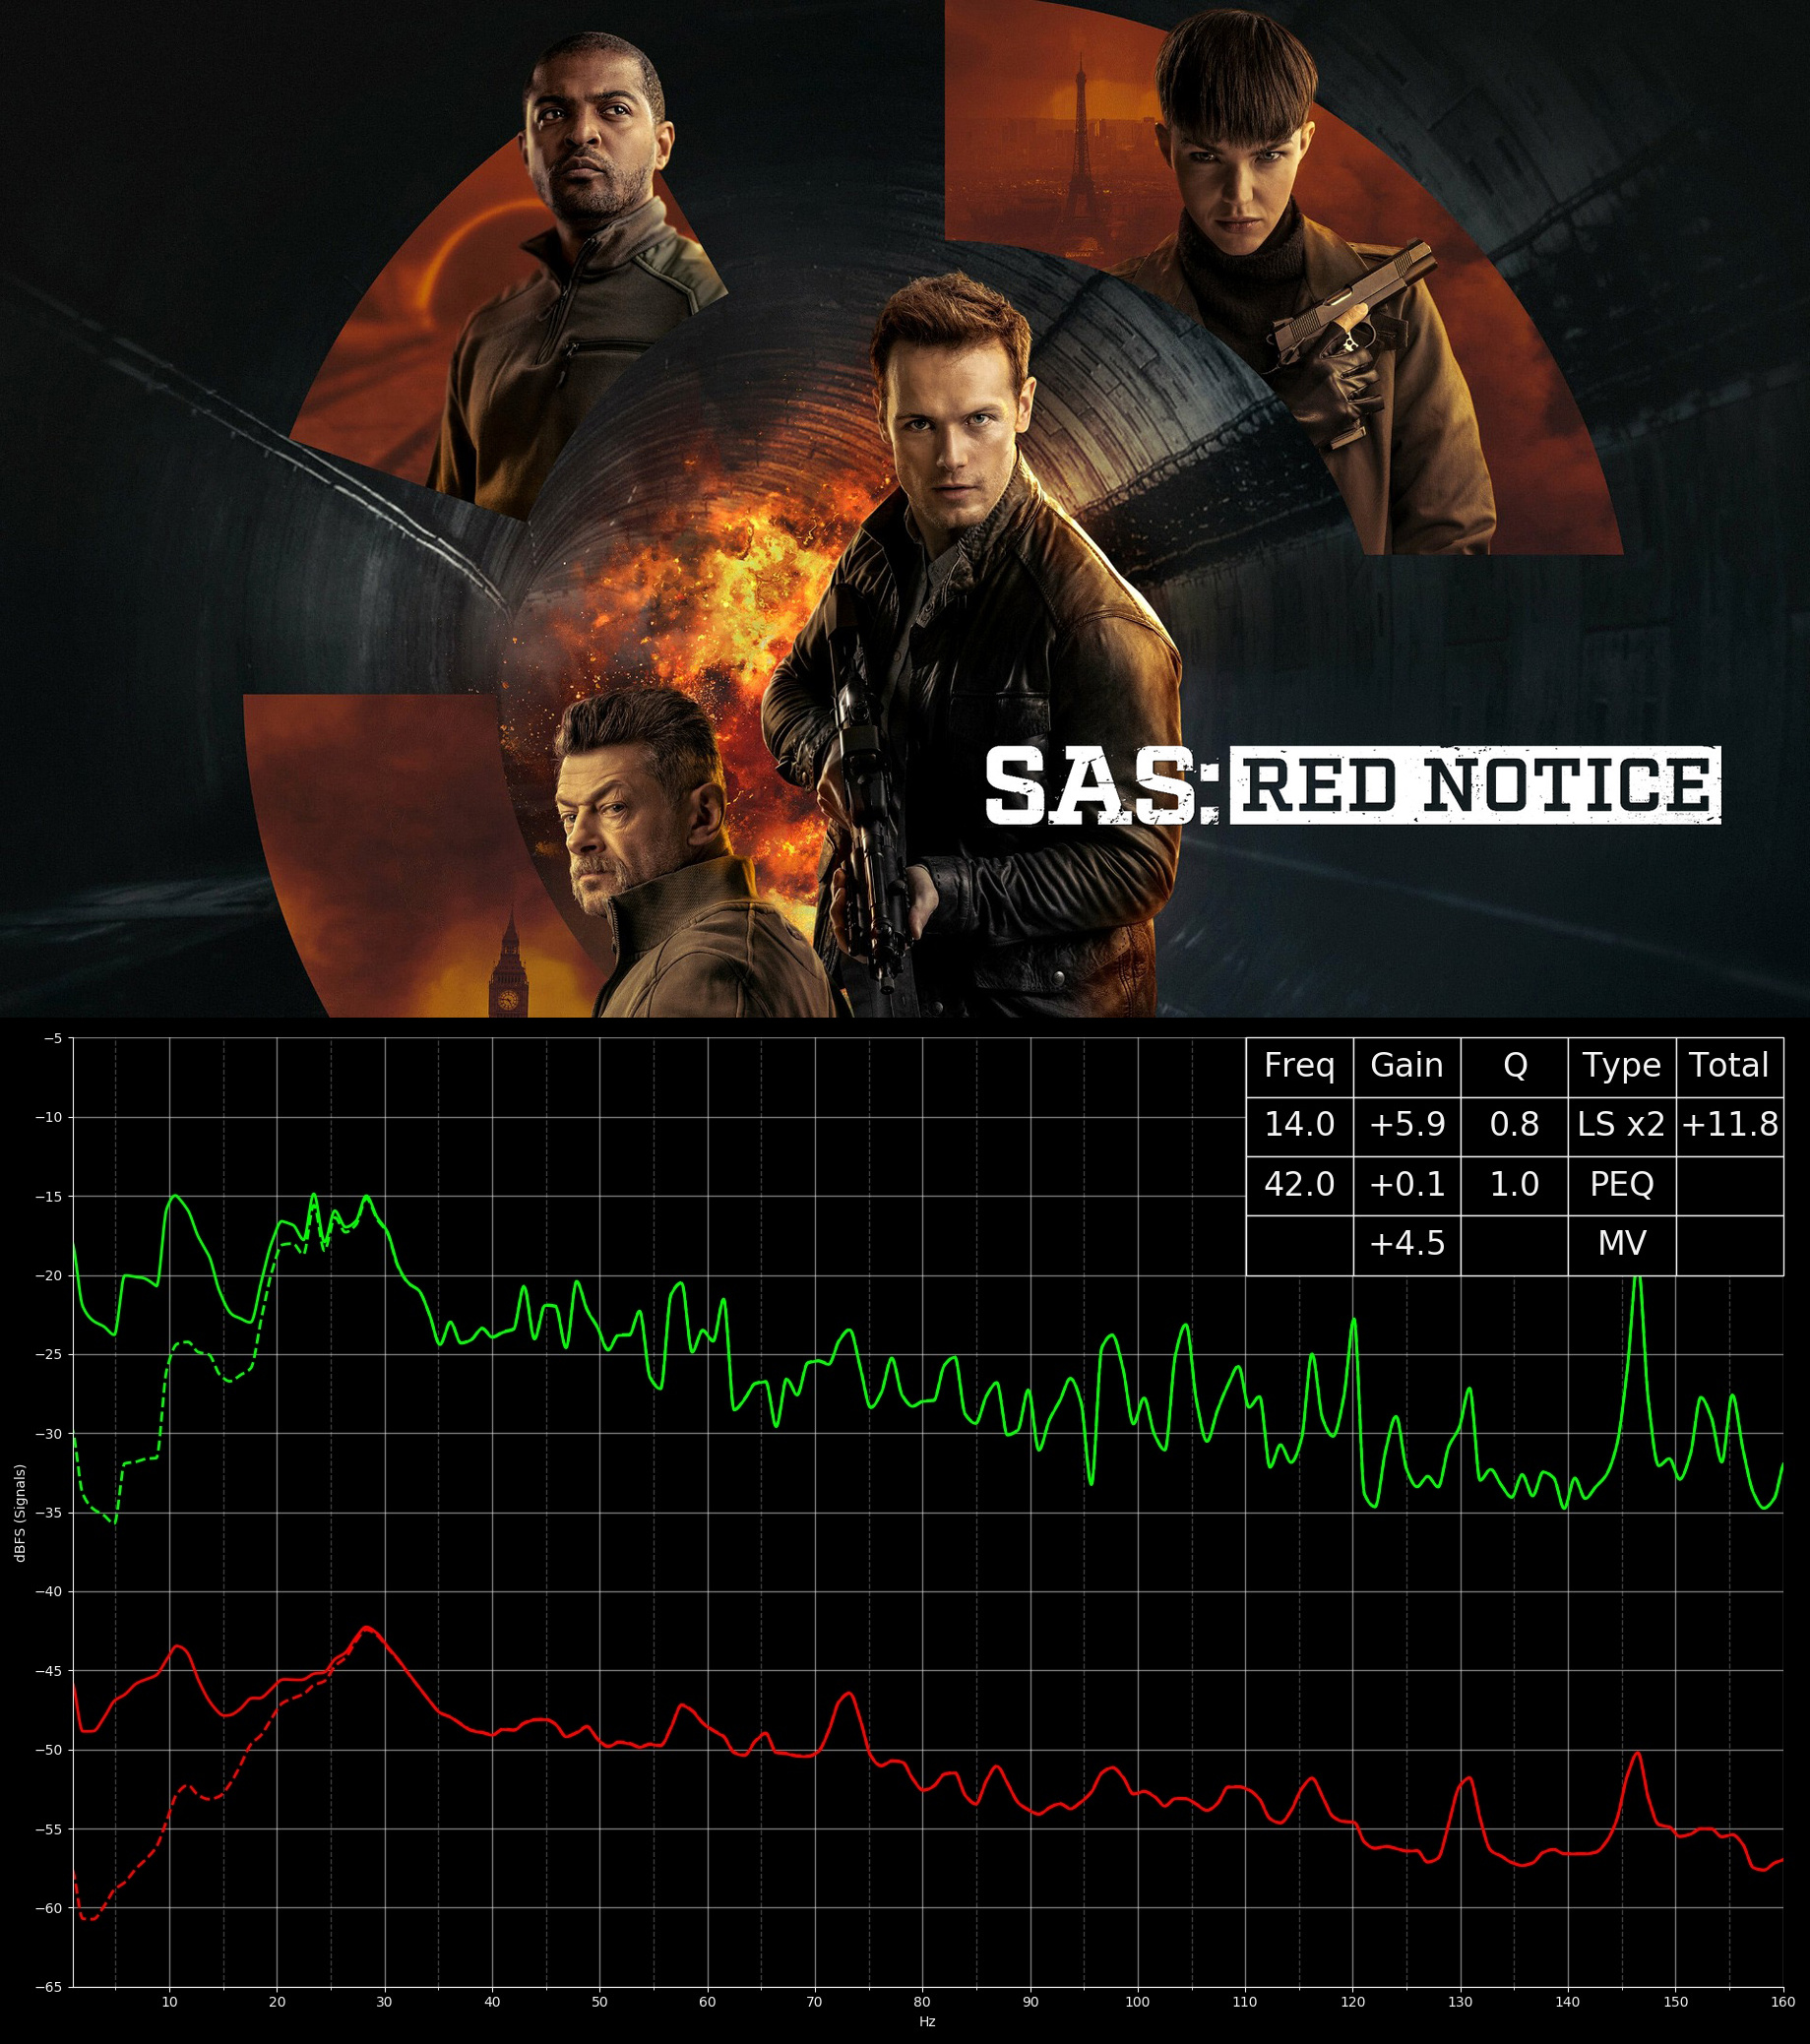 SAS: RED NOTICE
Freq Gain Q Type Total
14.0 +5.9 0.8 LS x2 +11.8
42.0 +0.1 1.0 PEQ
+4.5 MV
−5
−10
−15
−20
−25
−30
−35
−40
−45
−50
−55
−60
−65
dBFS (Signals)
10 20 30 40 50 60 70 80 90 100 110 120 130 140 150 160
Hz